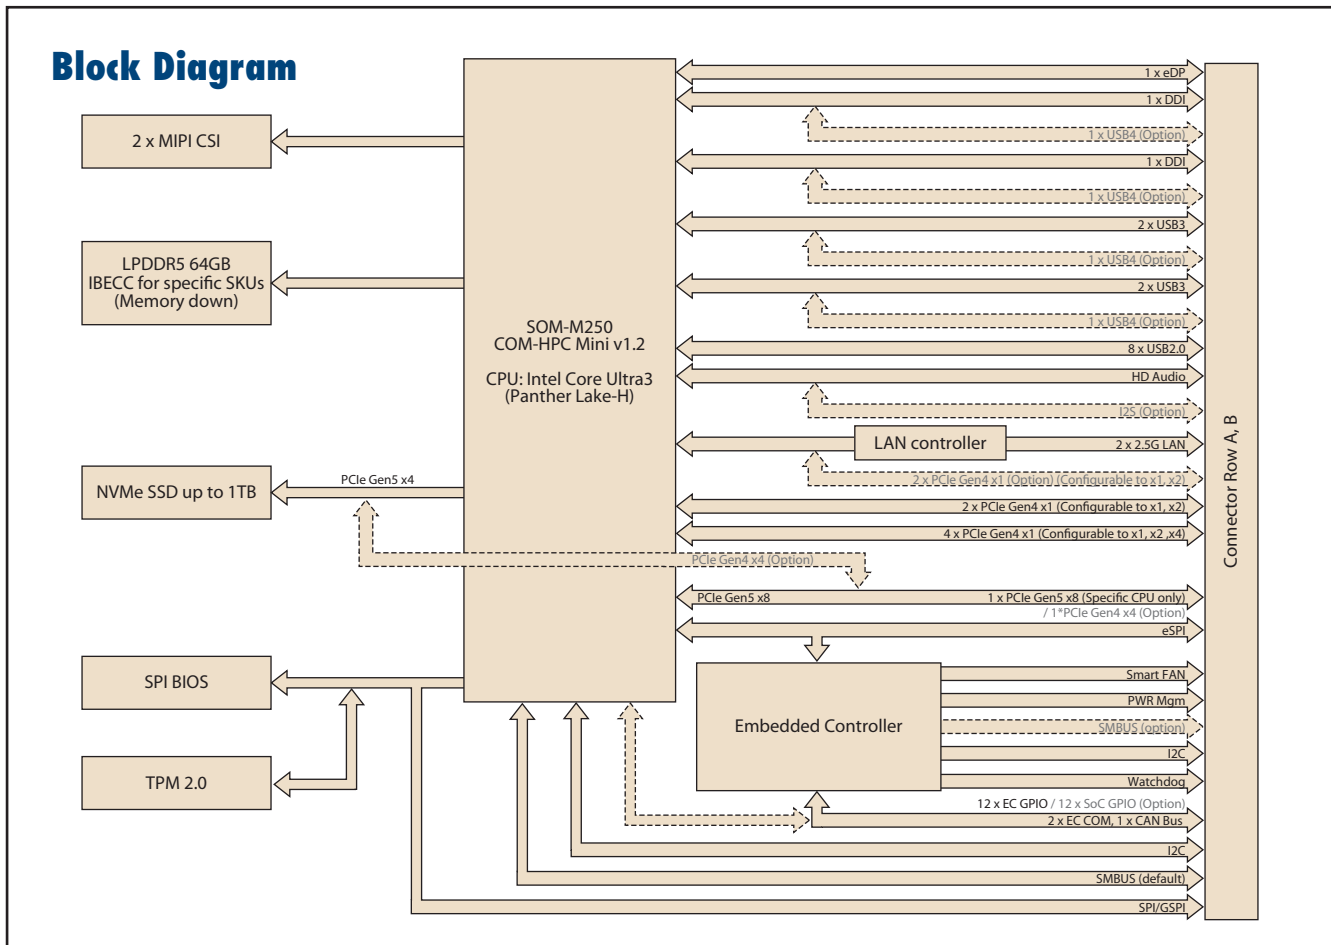 Block Diagram
2 x MIPI CSI
LPDDR5 64GB
IBECC for specific SKUs
(Memory down)
NVMe SSD up to 1TB
PCIe Gen5 x4
SPI BIOS
TPM 2.0
SOM-M250
COM-HPC Mini v1.2
CPU: Intel Core Ultra3
(Panther Lake-H)
1 x eDP
1 x DDI
1 x USB4 (Option)
1 x DDI
1 x USB4 (Option)
2 x USB3
1 x USB4 (Option)
2 x USB3
1 x USB4 (Option)
8 x USB2.0
HD Audio
I2S (Option)
LAN controller
2 x 2.5G LAN
2 x PCIe Gen4 x1 (Option) (Configurable to x1, x2)
2 x PCIe Gen4 x1 (Configurable to x1, x2)
4 x PCIe Gen4 x1 (Configurable to x1, x2 ,x4)
PCIe Gen4 x4 (Option)
PCIe Gen5 x8
1 x PCIe Gen5 x8 (Specific CPU only)
/ 1*PCIe Gen4 x4 (Option)
eSPI
Embedded Controller
Smart FAN
PWR Mgm
SMBUS (option)
I2C
Watchdog
12 x EC GPIO / 12 x SoC GPIO (Option)
2 x EC COM, 1 x CAN Bus
I2C
SMBUS (default)
SPI/GSPI
Connector Row A, B